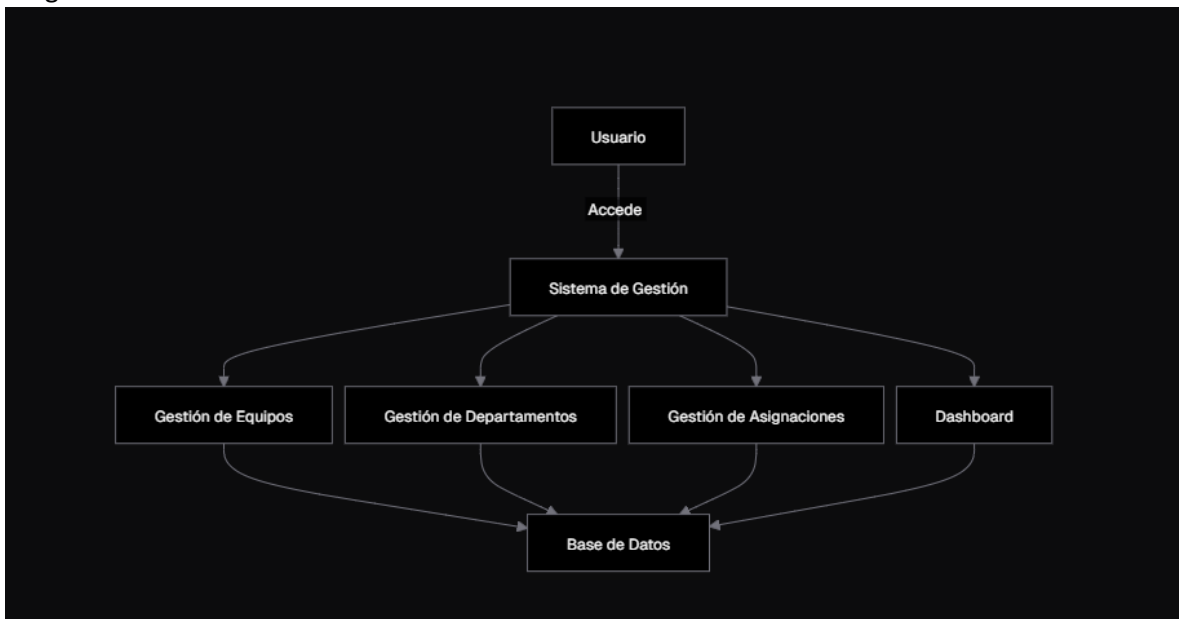 Usuario
Accede
Sistema de Gestión
Gestión de Equipos
Gestión de Departamentos
Gestión de Asignaciones
Dashboard
Base de Datos